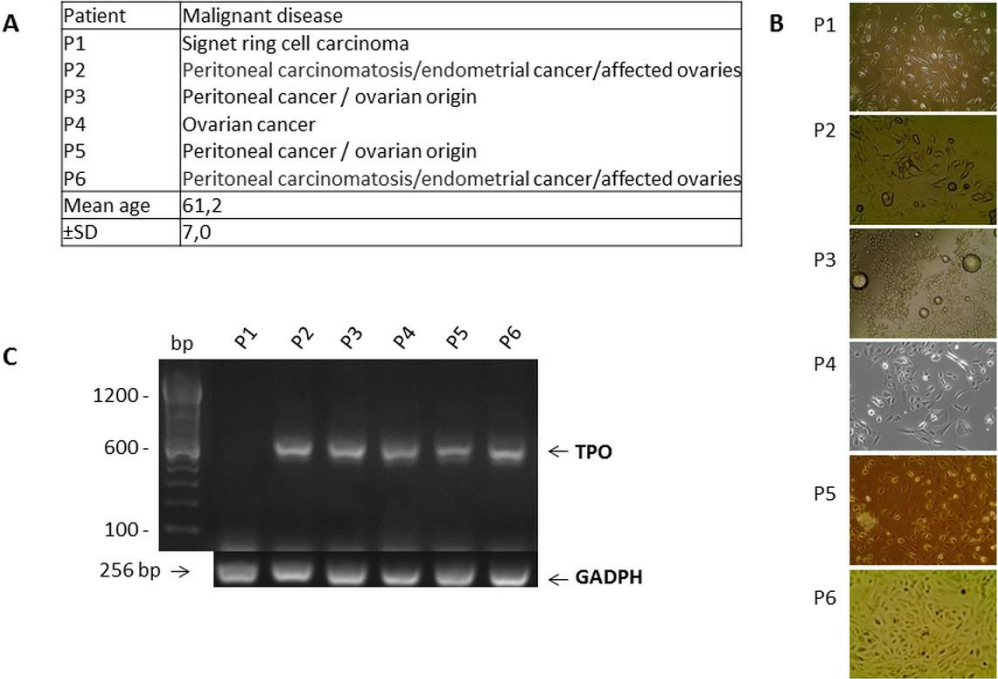 A
Patient Malignant disease
P1 Signet ring cell carcinoma
P2 Peritoneal carcinomatosis/endometrial cancer/affected ovaries
P3 Peritoneal cancer / ovarian origin
P4 Ovarian cancer
P5 Peritoneal cancer / ovarian origin
P6 Peritoneal carcinomatosis/endometrial cancer/affected ovaries
Mean age 61,2
±SD 7,0
B
P1
P2
P3
P4
P5
P6
C
bp P1 P2 P3 P4 P5 P6
1200 -
600 - ← TPO
100 -
256 bp → ← GADPH